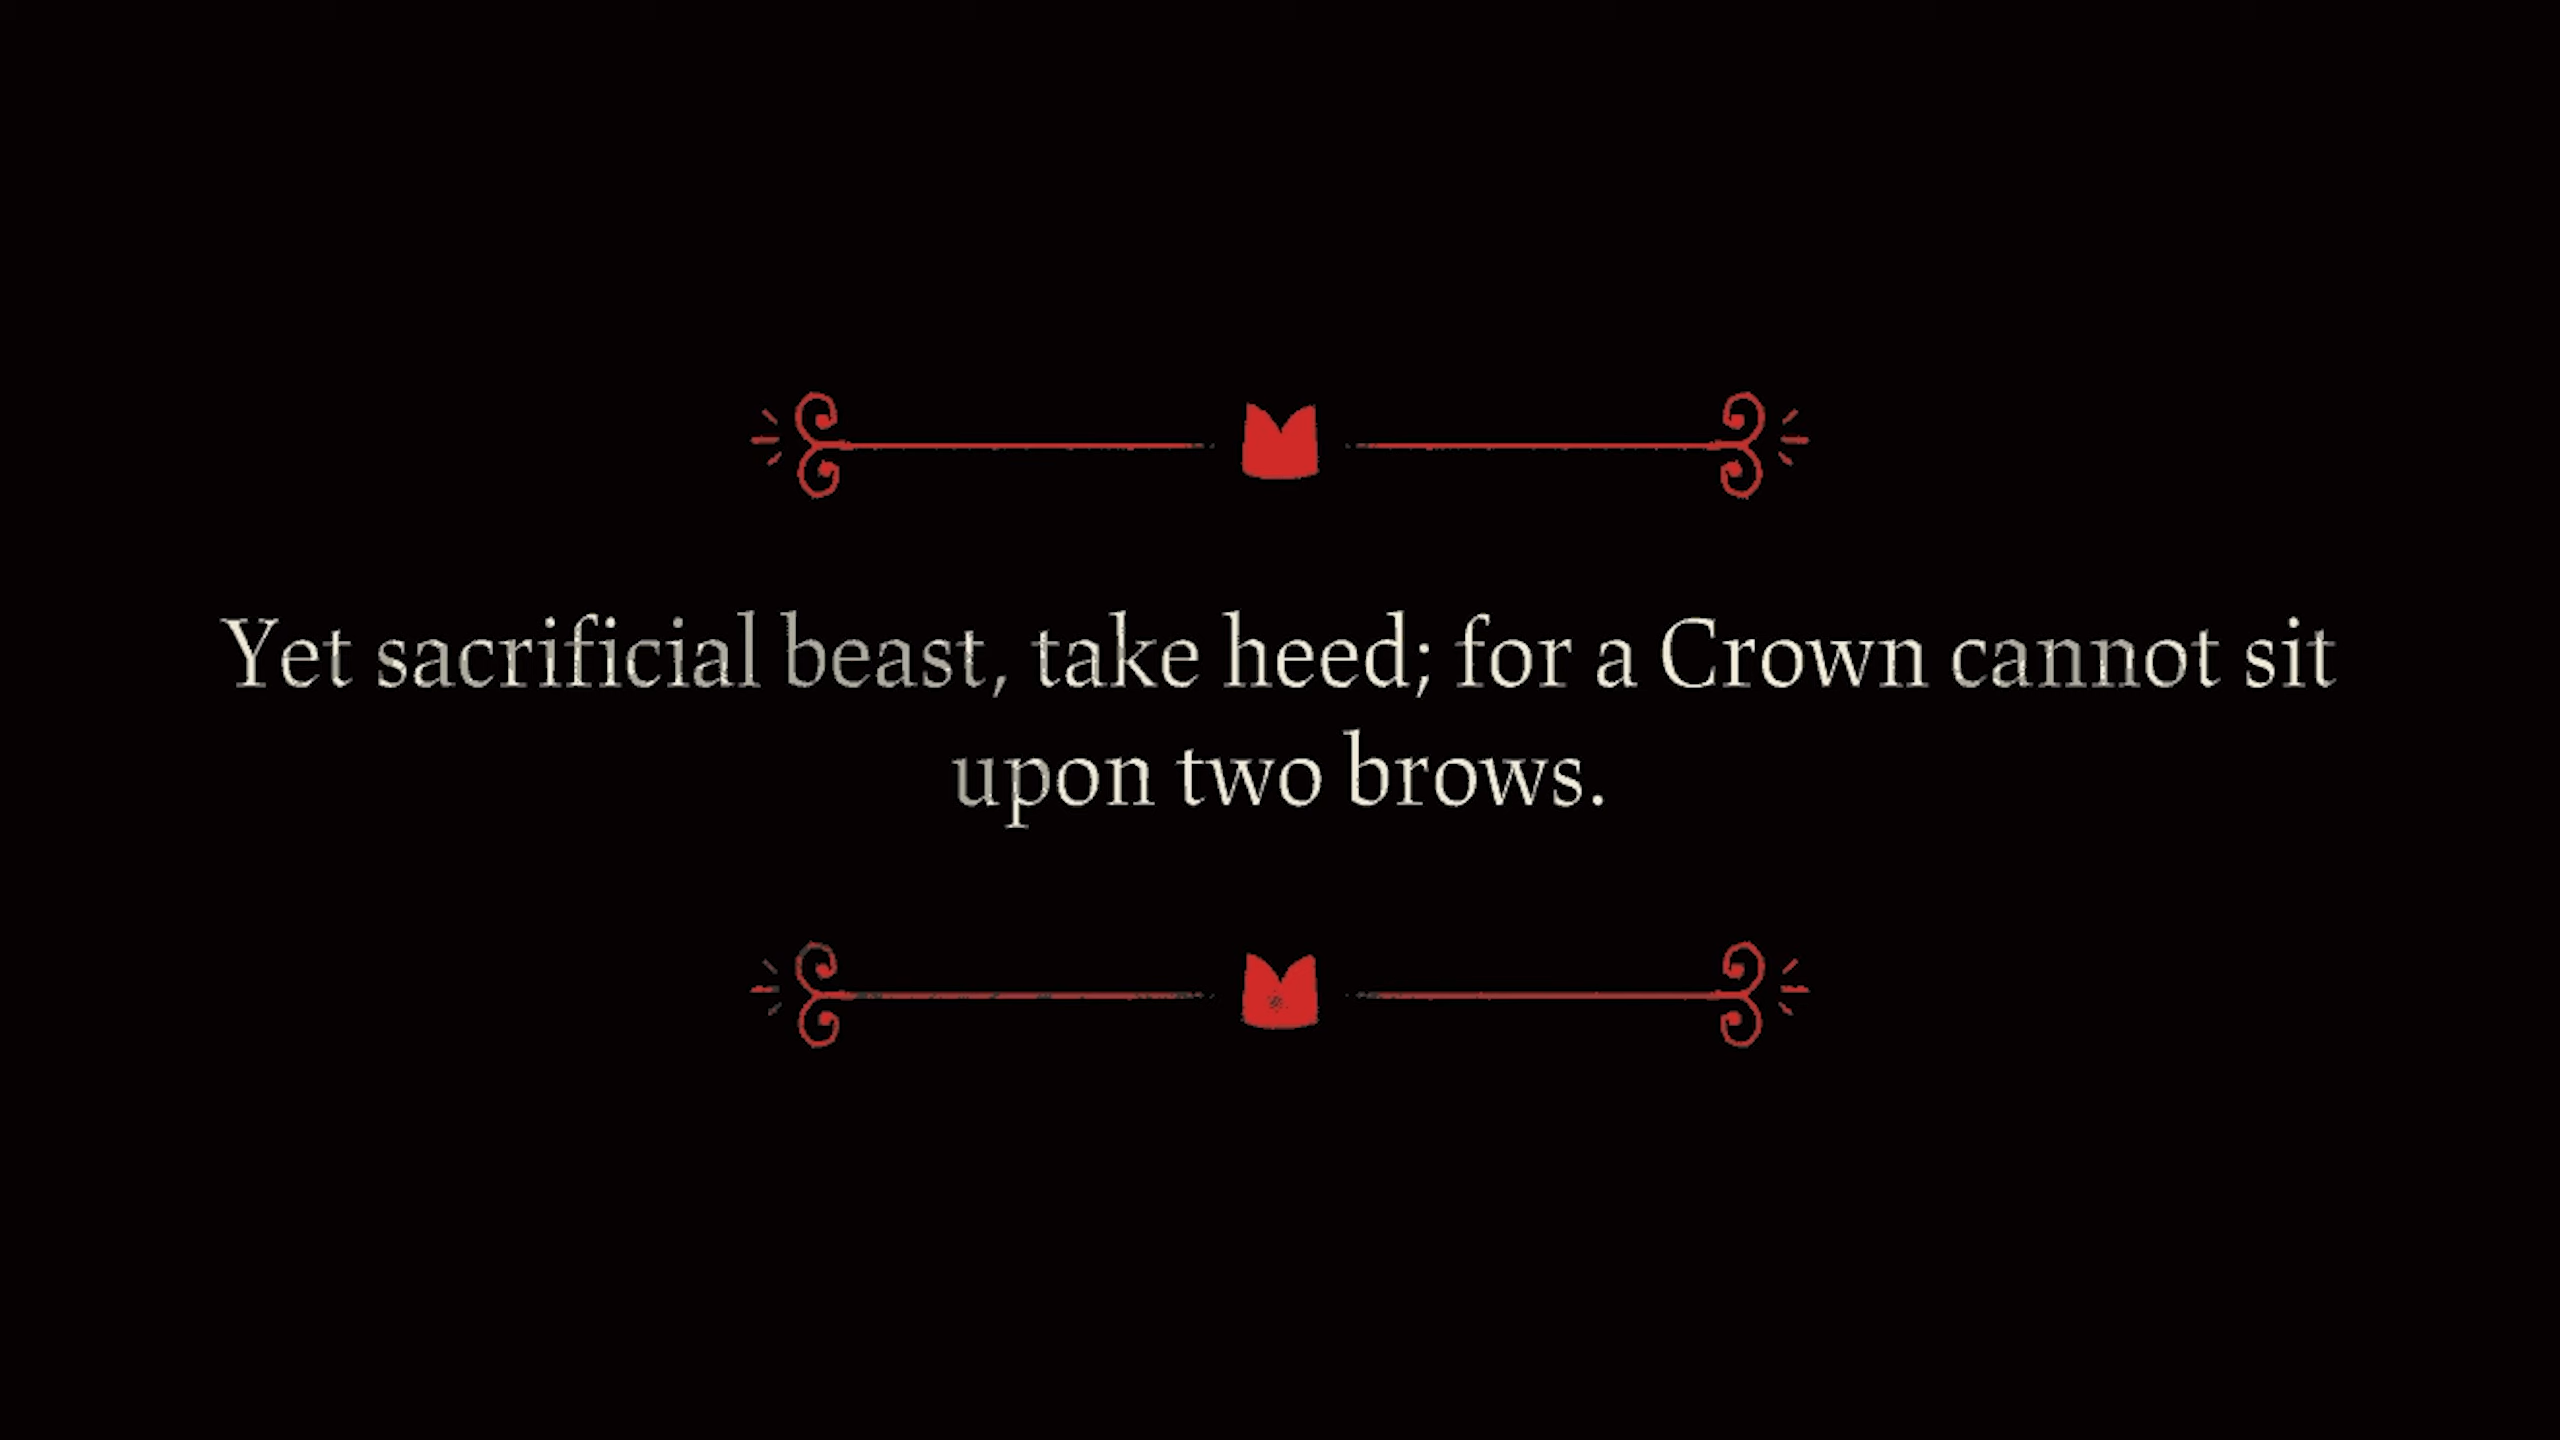 Yet sacrificial beast, take heed; for a Crown cannot sit
upon two brows.